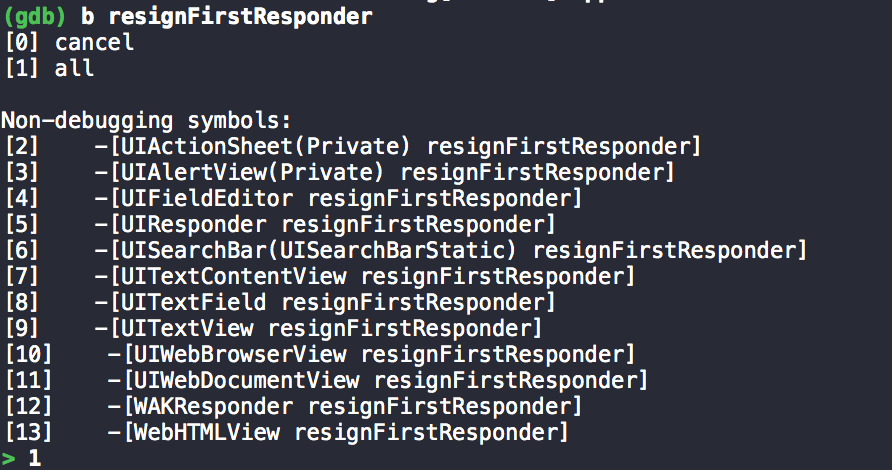 (gdb) b resignFirstResponder
[0] cancel
[1] all

Non-debugging symbols:
[2]    -[UIActionSheet(Private) resignFirstResponder]
[3]    -[UIAlertView(Private) resignFirstResponder]
[4]    -[UIFieldEditor resignFirstResponder]
[5]    -[UIResponder resignFirstResponder]
[6]    -[UISearchBar(UISearchBarStatic) resignFirstResponder]
[7]    -[UITextContentView resignFirstResponder]
[8]    -[UITextField resignFirstResponder]
[9]    -[UITextView resignFirstResponder]
[10]    -[UIWebBrowserView resignFirstResponder]
[11]    -[UIWebDocumentView resignFirstResponder]
[12]    -[WAKResponder resignFirstResponder]
[13]    -[WebHTMLView resignFirstResponder]
> 1